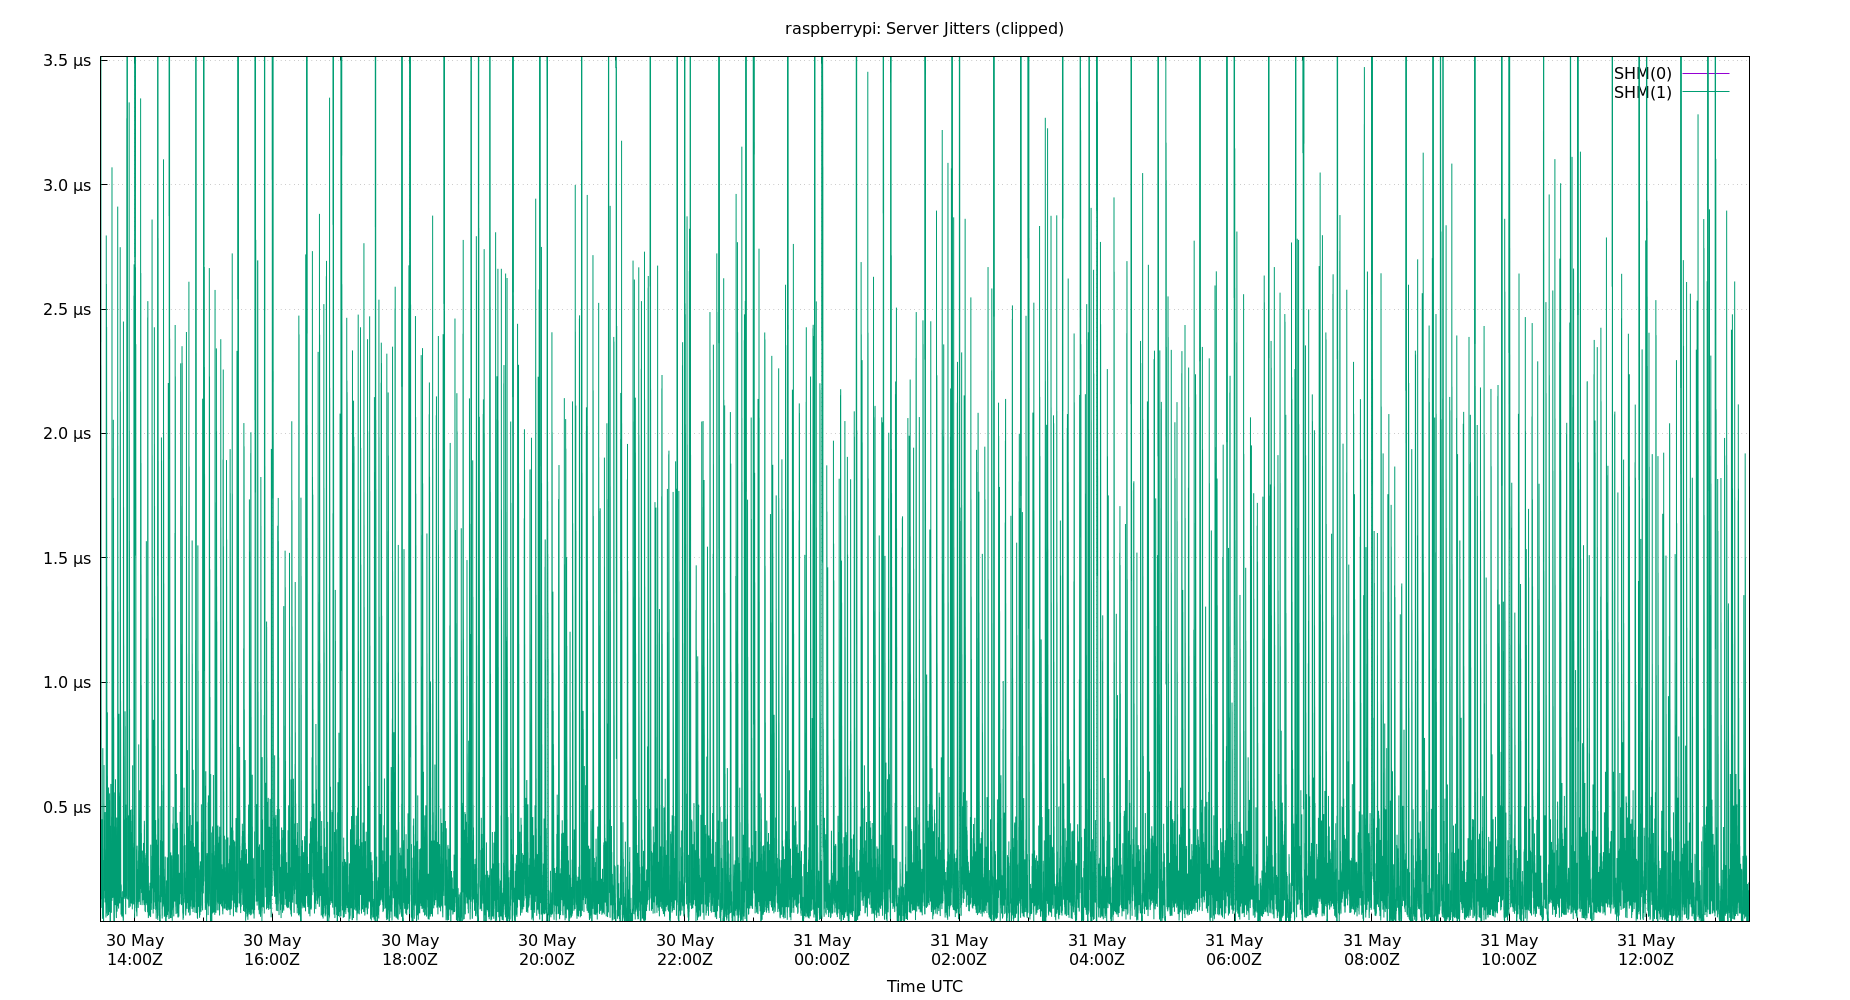 raspberrypi: Server Jitters (clipped)
3.5 μs
3.0 μs
2.5 μs
2.0 μs
1.5 μs
1.0 μs
0.5 μs
SHM(0)
SHM(1)
30 May 30 May 30 May 30 May 30 May 31 May 31 May 31 May 31 May 31 May 31 May 31 May
14:00Z 16:00Z 18:00Z 20:00Z 22:00Z 00:00Z 02:00Z 04:00Z 06:00Z 08:00Z 10:00Z 12:00Z
Time UTC